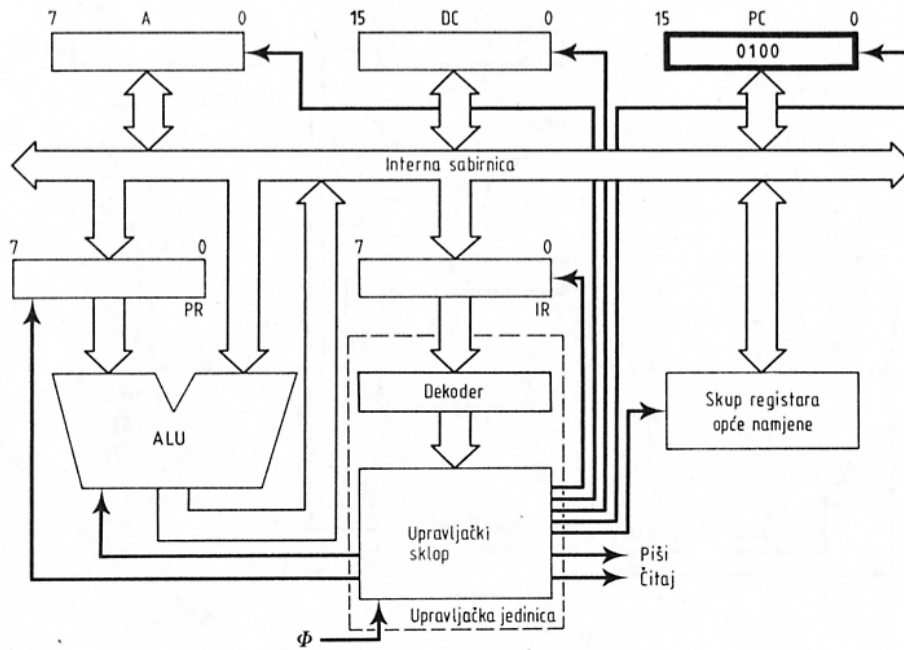 7 A 0
15 DC 0
15 PC 0
0100
Interna sabirnica
7 0
PR
7 0
IR
ALU
Dekoder
Skup registara
opće namjene
Upravljački
sklop
Piši
Čitaj
Upravljačka jedinica
Φ